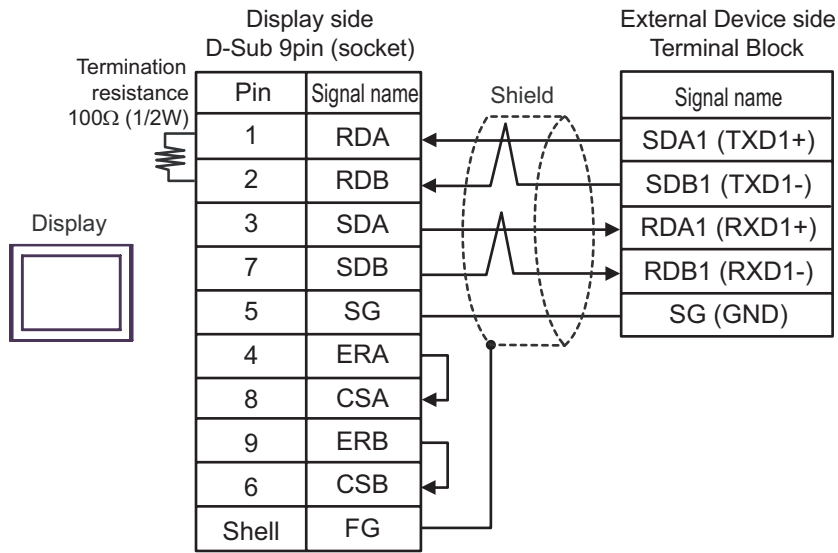 Display side
D-Sub 9pin (socket)
External Device side
Terminal Block
Termination
resistance
100Ω (1/2W)
Pin Signal name
Shield
Signal name
1 RDA
SDA1 (TXD1+)
2 RDB
SDB1 (TXD1-)
Display
3 SDA
RDA1 (RXD1+)
7 SDB
RDB1 (RXD1-)
5 SG
SG (GND)
4 ERA
8 CSA
9 ERB
6 CSB
Shell FG